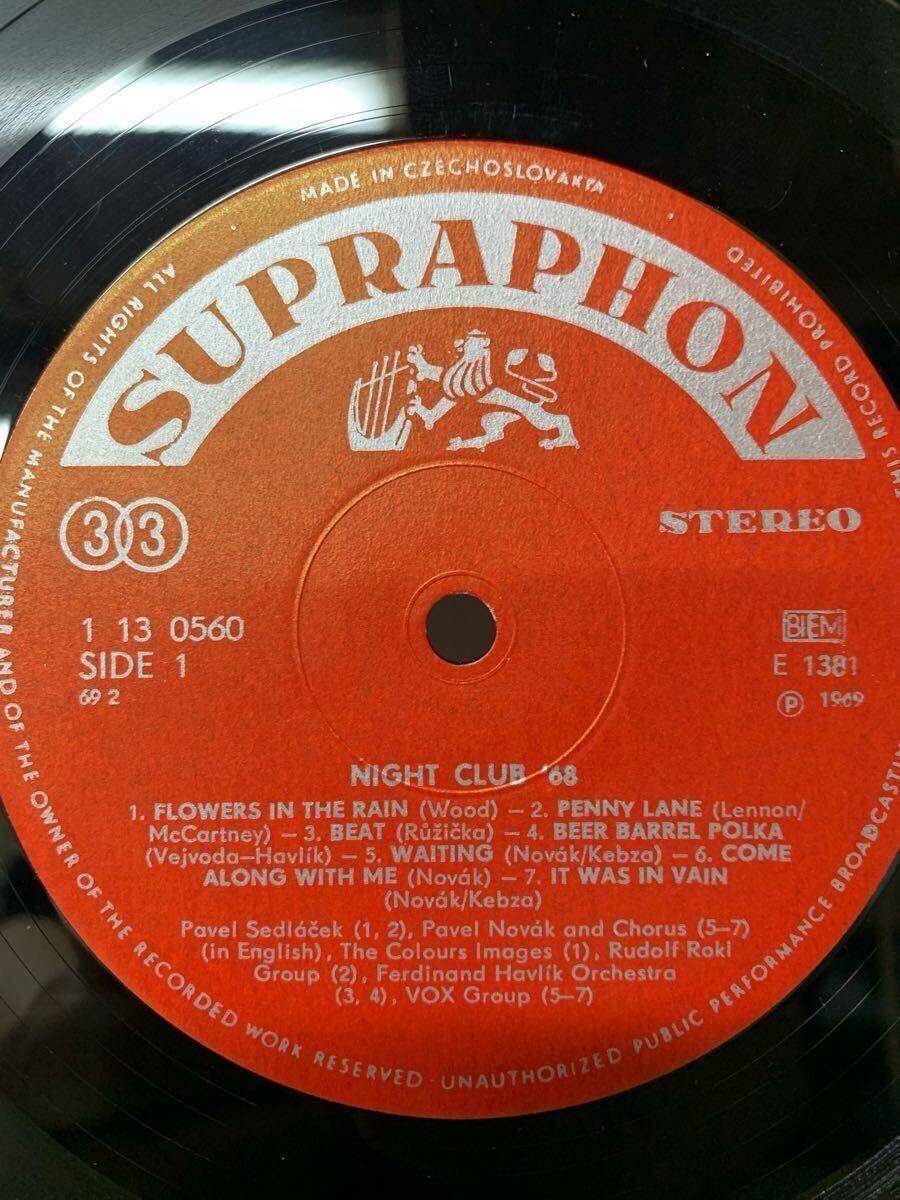 MADE IN CZECHOSLOVAKIA
SUPRAPHON
33
STEREO
1 13 0560
SIDE 1
69 2
BIEM
E 1381
Ⓟ 1969
NIGHT CLUB '68
1. FLOWERS IN THE RAIN (Wood) – 2. PENNY LANE (Lennon/
McCartney) – 3. BEAT (Růžička) – 4. BEER BARREL POLKA
(Vejvoda–Havlík) – 5. WAITING (Novák/Kebza) – 6. COME
ALONG WITH ME (Novák) – 7. IT WAS IN VAIN
(Novák/Kebza)
Pavel Sedláček (1, 2), Pavel Novák and Chorus (5–7)
(in English), The Colours Images (1), Rudolf Rokl
Group (2), Ferdinand Havlík Orchestra
(3, 4), VOX Group (5–7)
ALL RIGHTS OF THE MANUFACTURER AND OF THE OWNER OF THE RECORDED WORK RESERVED · UNAUTHORIZED PUBLIC PERFORMANCE BROADCASTING
RECORD PROHIBITED